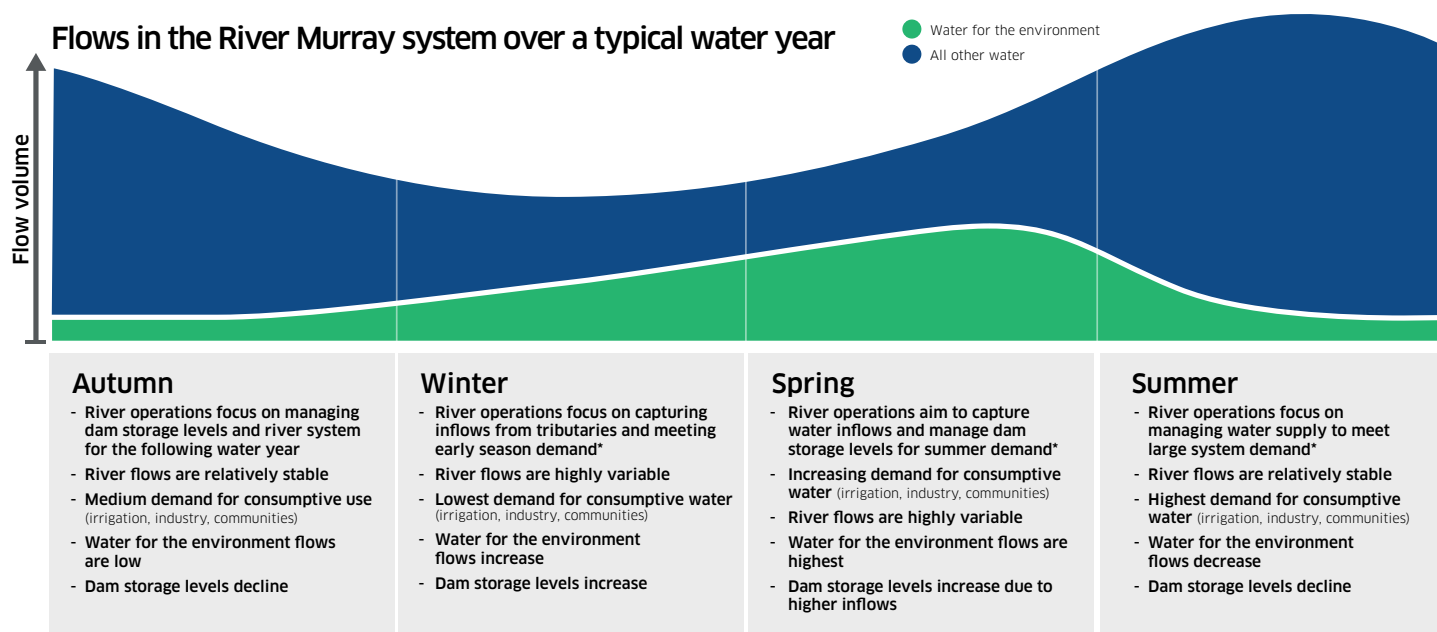 Flows in the River Murray system over a typical water year
Water for the environment
All other water
Flow volume
Autumn
- River operations focus on managing
dam storage levels and river system
for the following water year
- River flows are relatively stable
- Medium demand for consumptive use
(irrigation, industry, communities)
- Water for the environment flows
are low
- Dam storage levels decline
Winter
- River operations focus on capturing
inflows from tributaries and meeting
early season demand*
- River flows are highly variable
- Lowest demand for consumptive water
(irrigation, industry, communities)
- Water for the environment
flows increase
- Dam storage levels increase
Spring
- River operations aim to capture
water inflows and manage dam
storage levels for summer demand*
- Increasing demand for consumptive
water (irrigation, industry, communities)
- River flows are highly variable
- Water for the environment flows are
highest
- Dam storage levels increase due to
higher inflows
Summer
- River operations focus on
managing water supply to meet
large system demand*
- River flows are relatively stable
- Highest demand for consumptive
water (irrigation, industry, communities)
- Water for the environment
flows decrease
- Dam storage levels decline